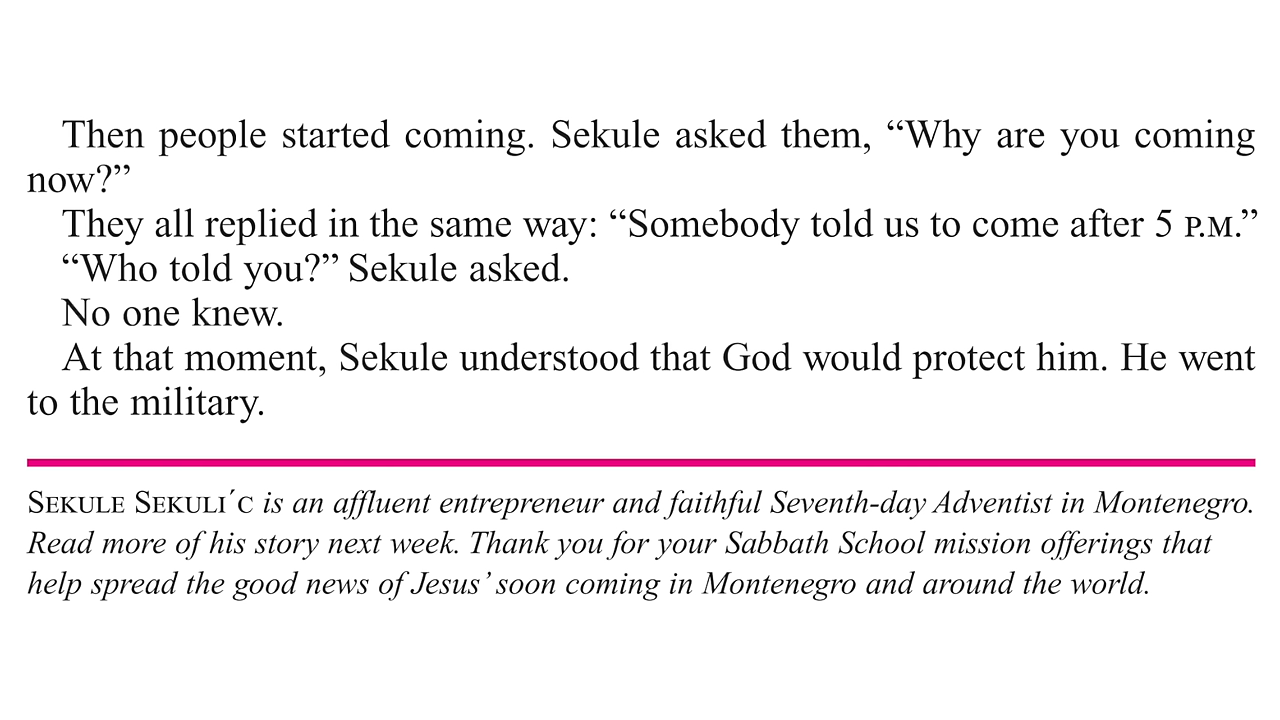 Then people started coming. Sekule asked them, “Why are you coming
now?”
They all replied in the same way: “Somebody told us to come after 5 P.M.”
“Who told you?” Sekule asked.
No one knew.
At that moment, Sekule understood that God would protect him. He went
to the military.
SEKULE SEKULI´C is an affluent entrepreneur and faithful Seventh-day Adventist in Montenegro.
Read more of his story next week. Thank you for your Sabbath School mission offerings that
help spread the good news of Jesus’ soon coming in Montenegro and around the world.